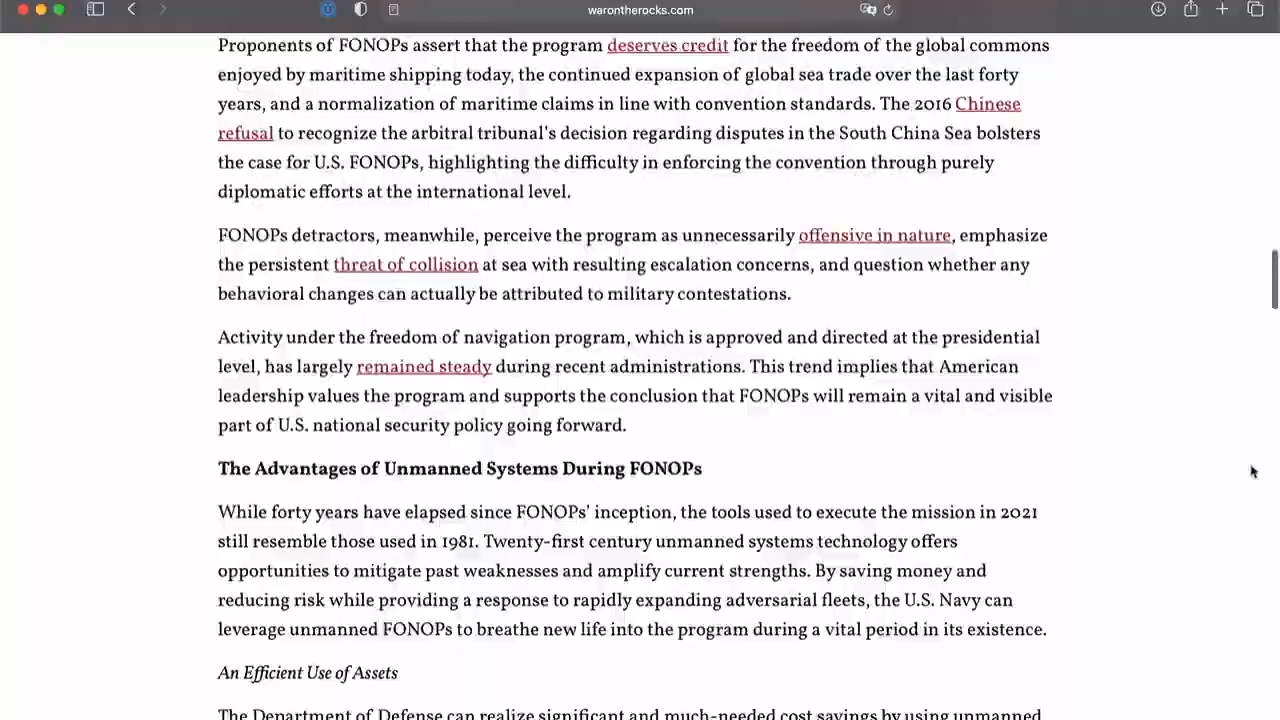 warontherocks.com
Proponents of FONOPs assert that the program deserves credit for the freedom of the global commons
enjoyed by maritime shipping today, the continued expansion of global sea trade over the last forty
years, and a normalization of maritime claims in line with convention standards. The 2016 Chinese
refusal to recognize the arbitral tribunal's decision regarding disputes in the South China Sea bolsters
the case for U.S. FONOPs, highlighting the difficulty in enforcing the convention through purely
diplomatic efforts at the international level.
FONOPs detractors, meanwhile, perceive the program as unnecessarily offensive in nature, emphasize
the persistent threat of collision at sea with resulting escalation concerns, and question whether any
behavioral changes can actually be attributed to military contestations.
Activity under the freedom of navigation program, which is approved and directed at the presidential
level, has largely remained steady during recent administrations. This trend implies that American
leadership values the program and supports the conclusion that FONOPs will remain a vital and visible
part of U.S. national security policy going forward.
The Advantages of Unmanned Systems During FONOPs
While forty years have elapsed since FONOPs' inception, the tools used to execute the mission in 2021
still resemble those used in 1981. Twenty-first century unmanned systems technology offers
opportunities to mitigate past weaknesses and amplify current strengths. By saving money and
reducing risk while providing a response to rapidly expanding adversarial fleets, the U.S. Navy can
leverage unmanned FONOPs to breathe new life into the program during a vital period in its existence.
An Efficient Use of Assets
The Department of Defense can realize significant and much-needed cost savings by using unmanned